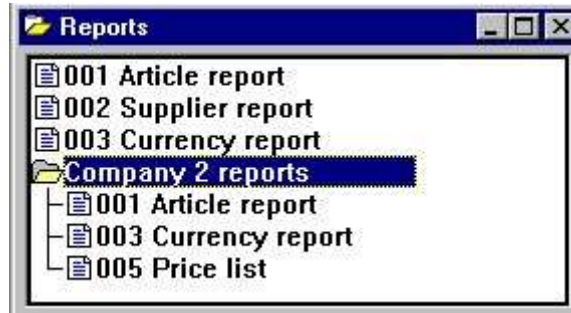 Reports
001 Article report
002 Supplier report
003 Currency report
Company 2 reports
001 Article report
003 Currency report
005 Price list